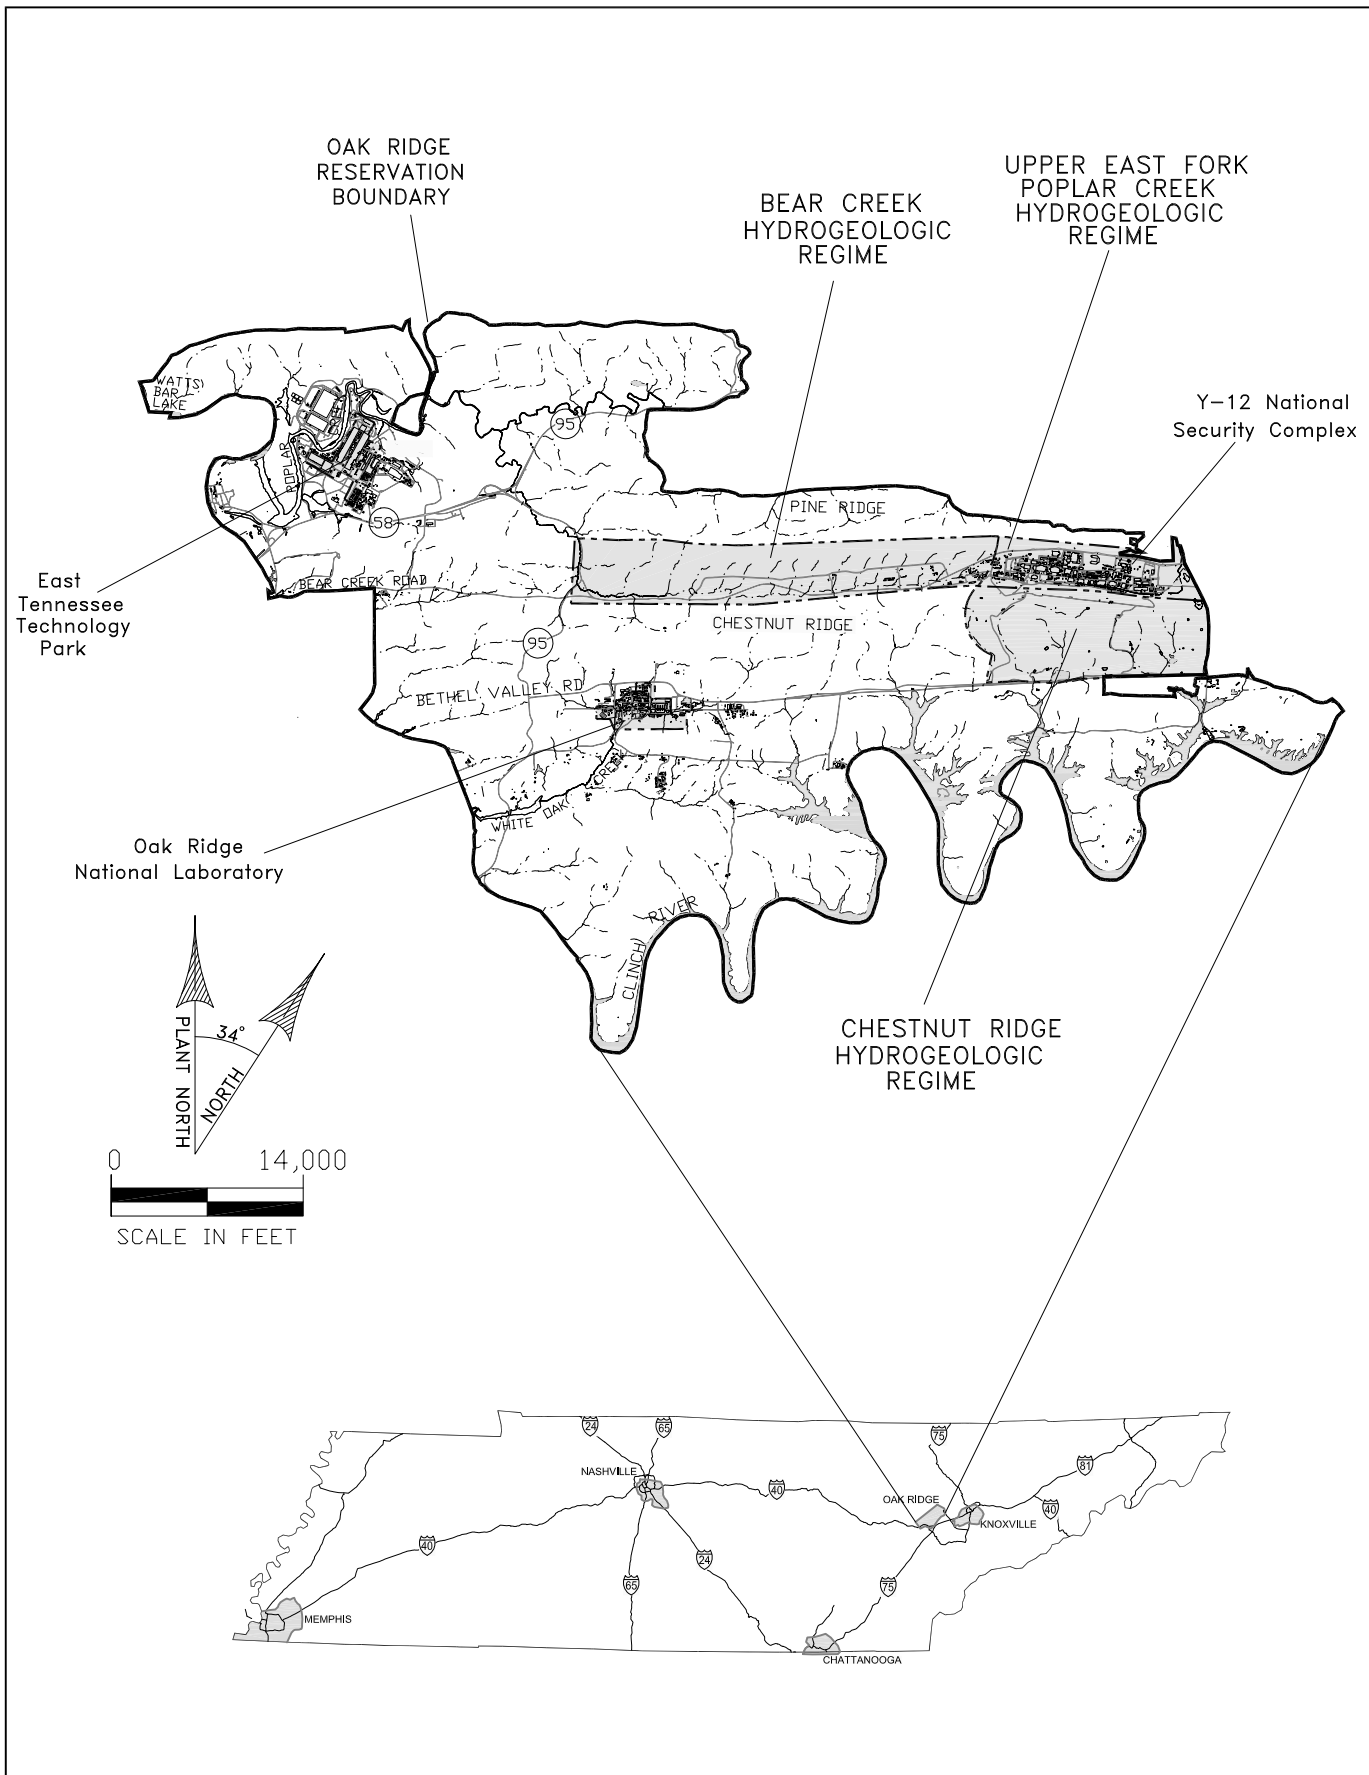 OAK RIDGE
RESERVATION
BOUNDARY
BEAR CREEK
HYDROGEOLOGIC
REGIME
UPPER EAST FORK
POPLAR CREEK
HYDROGEOLOGIC
REGIME
Y-12 National
Security Complex
WATTS
BAR
LAKE
POPLAR
95
58
PINE RIDGE
East
Tennessee
Technology
Park
BEAR CREEK ROAD
CHESTNUT RIDGE
95
BETHEL VALLEY RD
WHITE OAK CREEK
Oak Ridge
National Laboratory
CLINCH RIVER
CHESTNUT RIDGE
HYDROGEOLOGIC
REGIME
PLANT NORTH
34°
NORTH
0 14,000
SCALE IN FEET
24
65
75
81
NASHVILLE
40
OAK RIDGE
40
KNOXVILLE
40
24
65
75
MEMPHIS
CHATTANOOGA